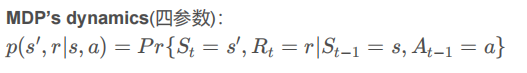 MDP's dynamics(四参数):
p(s′, r|s, a) = Pr{S_t = s′, R_t = r|S_{t−1} = s, A_{t−1} = a}